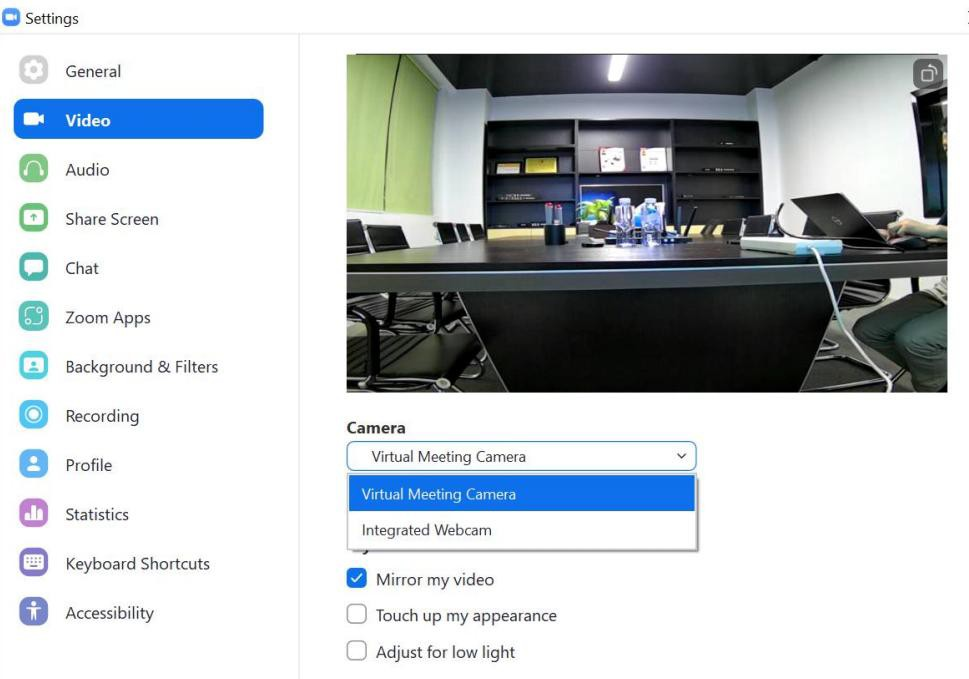 Settings
General
Video
Audio
Share Screen
Chat
Zoom Apps
Background & Filters
Recording
Profile
Statistics
Keyboard Shortcuts
Accessibility
Camera
Virtual Meeting Camera
Virtual Meeting Camera
Integrated Webcam
Mirror my video
Touch up my appearance
Adjust for low light